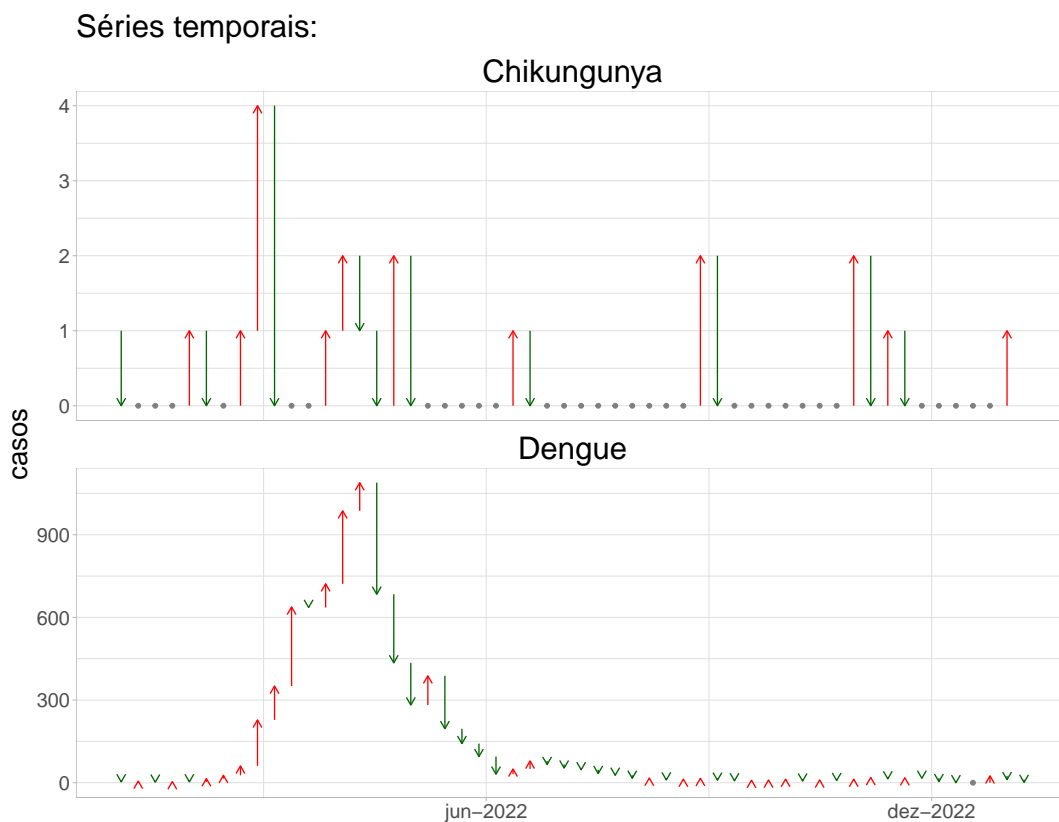 Séries temporais:
Chikungunya
4
3
2
1
0
casos
Dengue
900
600
300
0
jun–2022
dez–2022